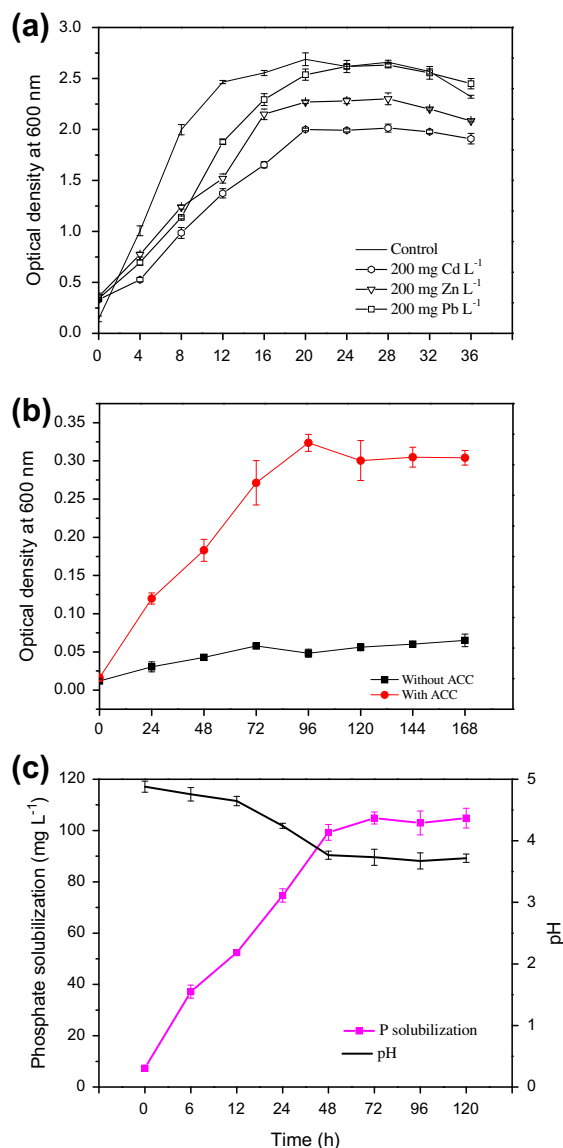 (a)
Optical density at 600 nm
3.0
2.5
2.0
1.5
1.0
0.5
0.0
Control
200 mg Cd L⁻¹
200 mg Zn L⁻¹
200 mg Pb L⁻¹
0 4 8 12 16 20 24 28 32 36
(b)
Optical density at 600 nm
0.35
0.30
0.25
0.20
0.15
0.10
0.05
0.00
Without ACC
With ACC
0 24 48 72 96 120 144 168
(c)
Phosphate solubilization (mg L⁻¹)
120
100
80
60
40
20
0
P solubilization
pH
5
4
3
2
1
0
pH
0 6 12 24 48 72 96 120
Time (h)